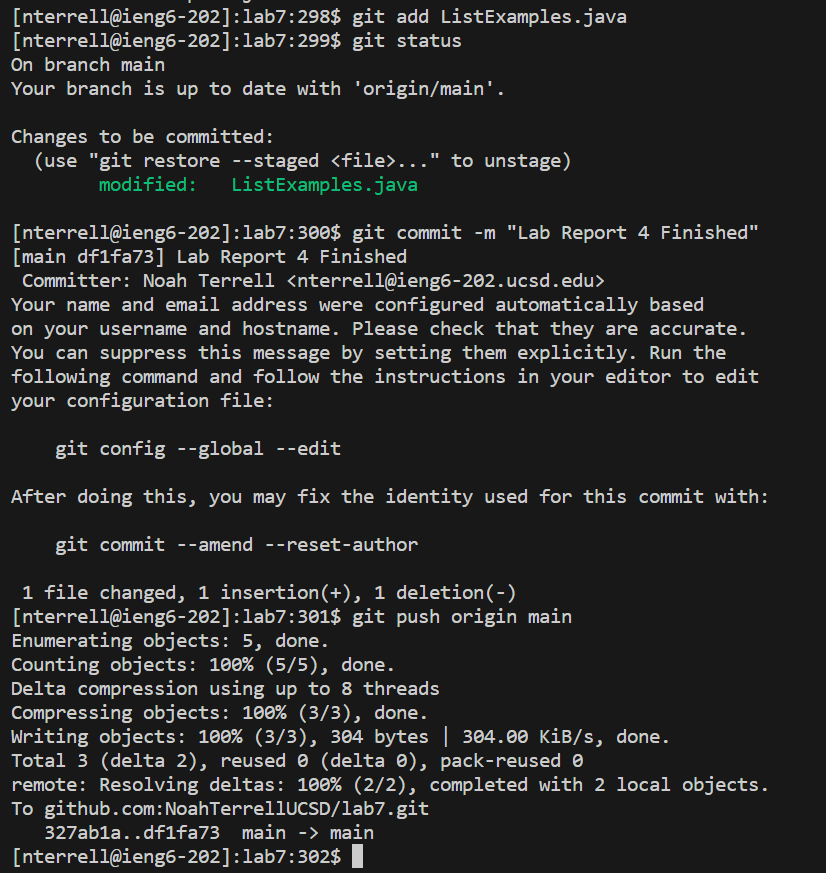 [nterrell@ieng6-202]:lab7:298$ git add ListExamples.java
[nterrell@ieng6-202]:lab7:299$ git status
On branch main
Your branch is up to date with 'origin/main'.

Changes to be committed:
  (use "git restore --staged <file>..." to unstage)
        modified:   ListExamples.java

[nterrell@ieng6-202]:lab7:300$ git commit -m "Lab Report 4 Finished"
[main df1fa73] Lab Report 4 Finished
 Committer: Noah Terrell <nterrell@ieng6-202.ucsd.edu>
Your name and email address were configured automatically based
on your username and hostname. Please check that they are accurate.
You can suppress this message by setting them explicitly. Run the
following command and follow the instructions in your editor to edit
your configuration file:

    git config --global --edit

After doing this, you may fix the identity used for this commit with:

    git commit --amend --reset-author

 1 file changed, 1 insertion(+), 1 deletion(-)
[nterrell@ieng6-202]:lab7:301$ git push origin main
Enumerating objects: 5, done.
Counting objects: 100% (5/5), done.
Delta compression using up to 8 threads
Compressing objects: 100% (3/3), done.
Writing objects: 100% (3/3), 304 bytes | 304.00 KiB/s, done.
Total 3 (delta 2), reused 0 (delta 0), pack-reused 0
remote: Resolving deltas: 100% (2/2), completed with 2 local objects.
To github.com:NoahTerrellUCSD/lab7.git
   327ab1a..df1fa73  main -> main
[nterrell@ieng6-202]:lab7:302$